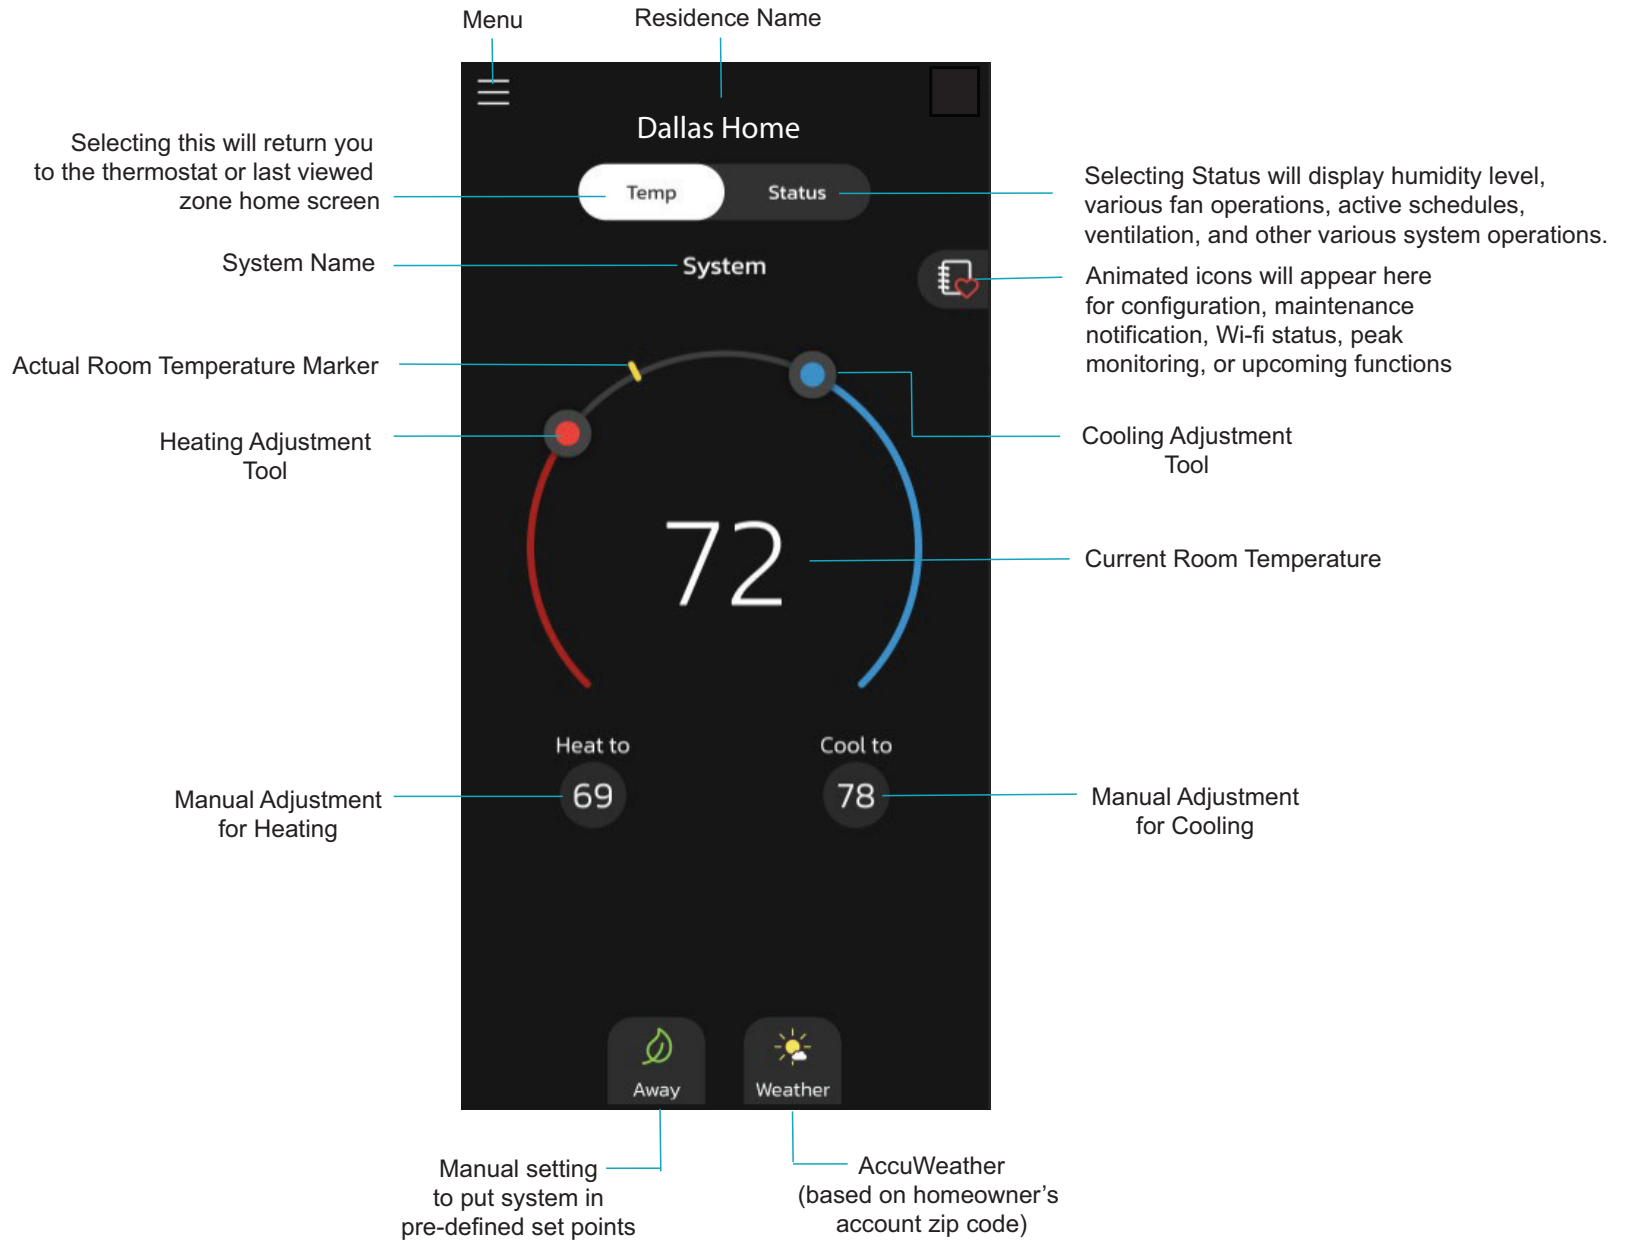 Menu
Residence Name
Dallas Home
Selecting this will return you
to the thermostat or last viewed
zone home screen
Temp
Status
Selecting Status will display humidity level,
various fan operations, active schedules,
ventilation, and other various system operations.
System Name
System
Animated icons will appear here
for configuration, maintenance
notification, Wi-fi status, peak
monitoring, or upcoming functions
Actual Room Temperature Marker
Heating Adjustment
Tool
Cooling Adjustment
Tool
72
Current Room Temperature
Heat to
69
Cool to
78
Manual Adjustment
for Heating
Manual Adjustment
for Cooling
Away
Weather
Manual setting
to put system in
pre-defined set points
AccuWeather
(based on homeowner’s
account zip code)